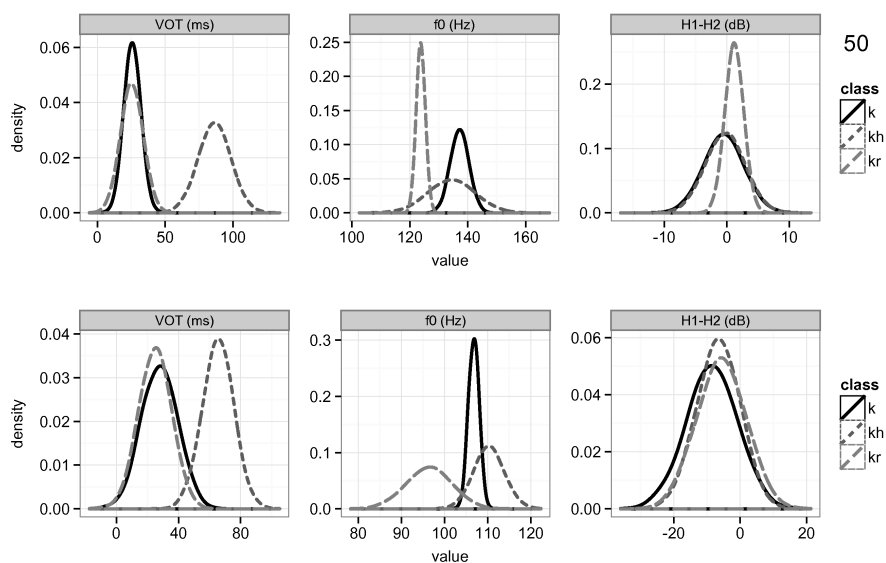 VOT (ms) f0 (Hz) H1-H2 (dB)
50
density
0.06
0.04
0.02
0.00
0 50 100
0.25
0.20
0.15
0.10
0.05
0.00
100 120 140 160
0.2
0.1
0.0
-10 0 10
value value
class
k
kh
kr
VOT (ms) f0 (Hz) H1-H2 (dB)
density
0.04
0.03
0.02
0.01
0.00
0 40 80
0.3
0.2
0.1
0.0
80 90 100 110 120
0.06
0.04
0.02
0.00
-20 0 20
value value
class
k
kh
kr